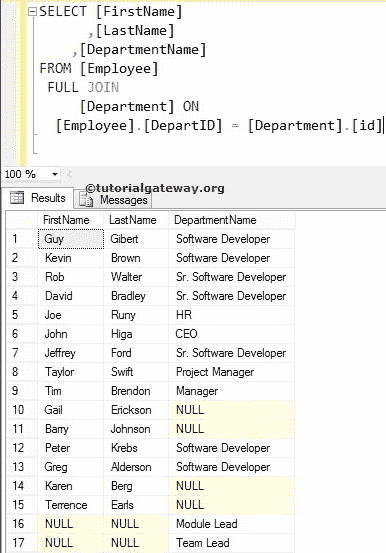 SELECT [FirstName]
,[LastName]
,[DepartmentName]
FROM [Employee]
FULL JOIN
[Department] ON
[Employee].[DepartID] = [Department].[id]
100 %
©tutorialgateway.org
Results Messages
FirstName LastName DepartmentName
1 Guy Gibert Software Developer
2 Kevin Brown Software Developer
3 Rob Walter Sr. Software Developer
4 David Bradley Sr. Software Developer
5 Joe Runy HR
6 John Higa CEO
7 Jeffrey Ford Sr. Software Developer
8 Taylor Swift Project Manager
9 Tim Brendon Manager
10 Gail Erickson NULL
11 Barry Johnson NULL
12 Peter Krebs Software Developer
13 Greg Alderson Software Developer
14 Karen Berg NULL
15 Terrence Earls NULL
16 NULL NULL Module Lead
17 NULL NULL Team Lead